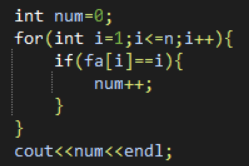 int num=0;
for(int i=1;i<=n;i++){
    if(fa[i]==i){
        num++;
    }
}
cout<<num<<endl;